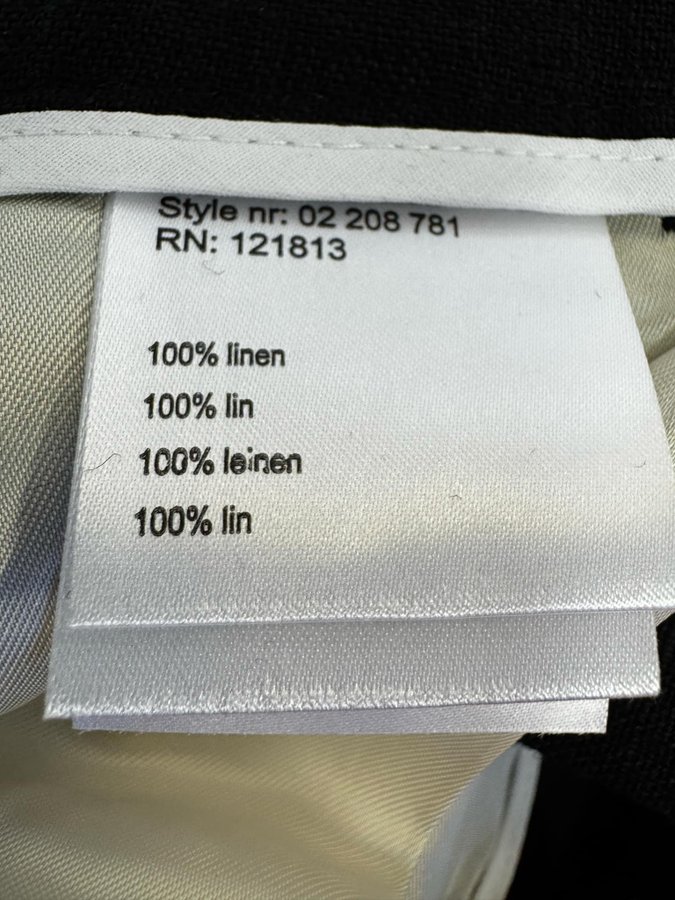 Style nr: 02 208 781
RN: 121813
100% linen
100% lin
100% leinen
100% lin